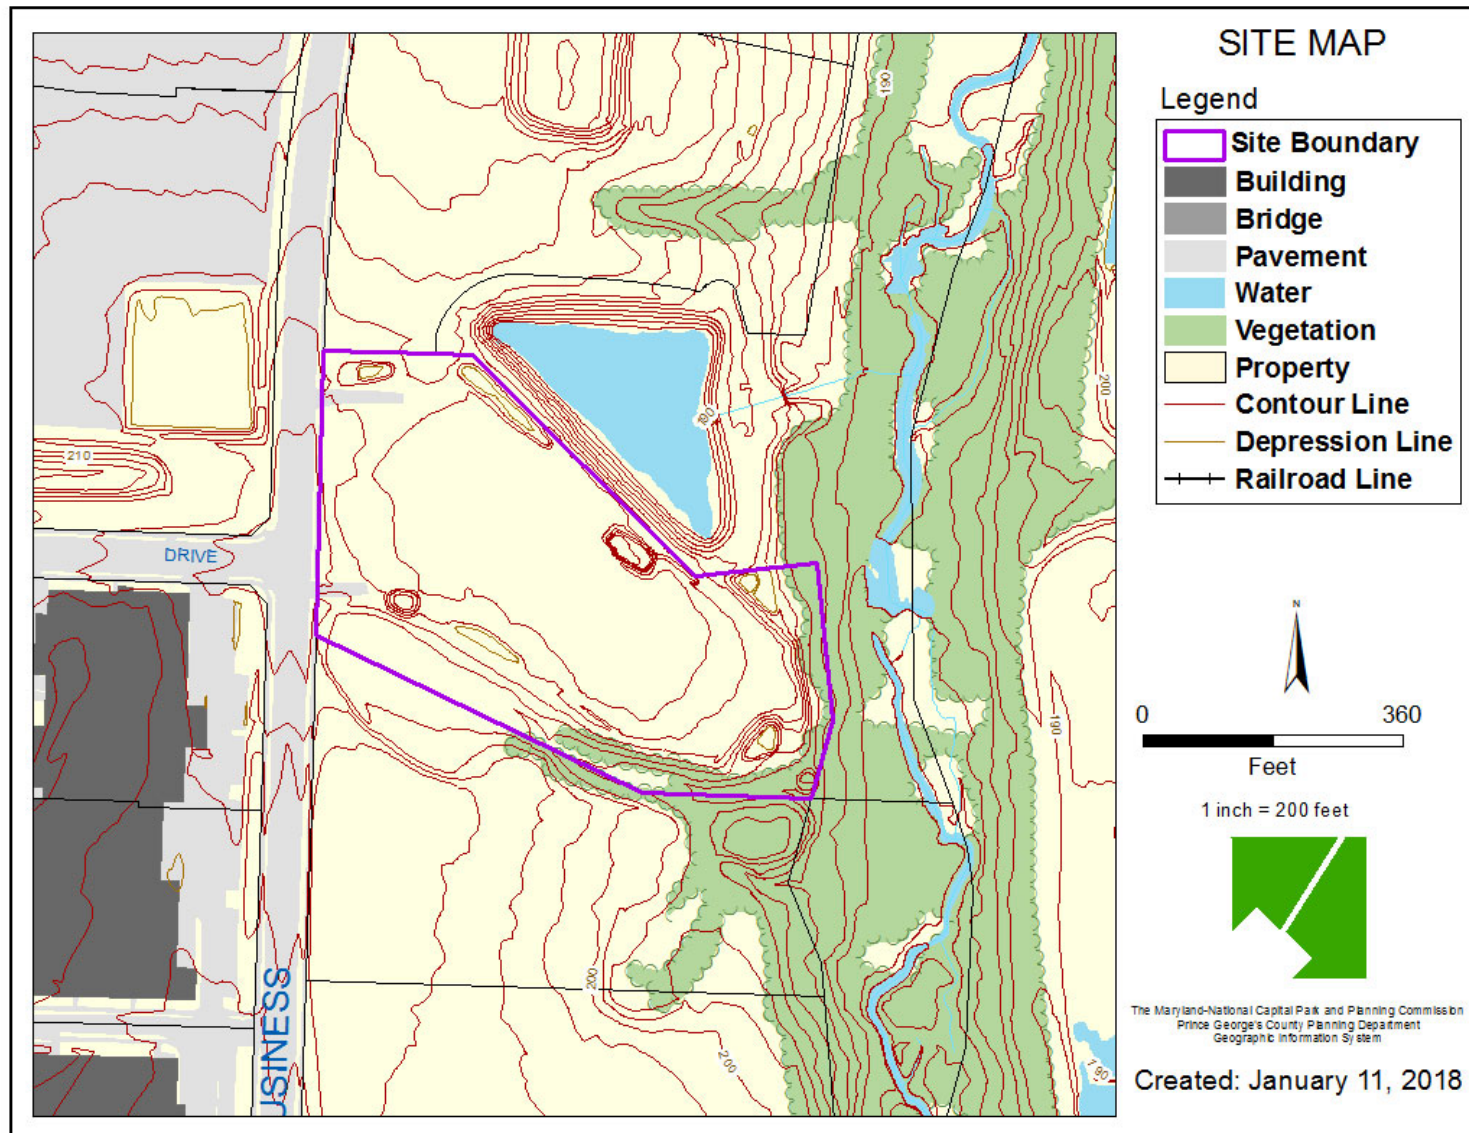 SITE MAP
Legend
Site Boundary
Building
Bridge
Pavement
Water
Vegetation
Property
Contour Line
Depression Line
Railroad Line
190
200
190
210
DRIVE
190
N
0 360
Feet
1 inch = 200 feet
200
USINESS
200
190
The Maryland-National Capital Park and Planning Commission
Prince George's County Planning Department
Geographic Information System
Created: January 11, 2018